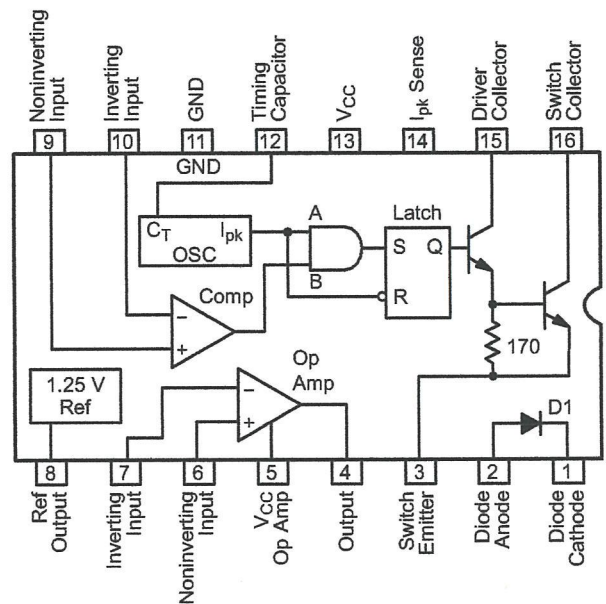 Noninverting
Input
Inverting
Input
GND
Timing
Capacitor
VCC
Ipk Sense
Driver
Collector
Switch
Collector
9
10
11
12
13
14
15
16
GND
CT
Ipk
OSC
A
B
Latch
S
Q
R
Comp
−
+
170
1.25 V
Ref
Op
Amp
−
+
D1
8
7
6
5
4
3
2
1
Ref
Output
Inverting
Input
Noninverting
Input
VCC
Op Amp
Output
Switch
Emitter
Diode
Anode
Diode
Cathode